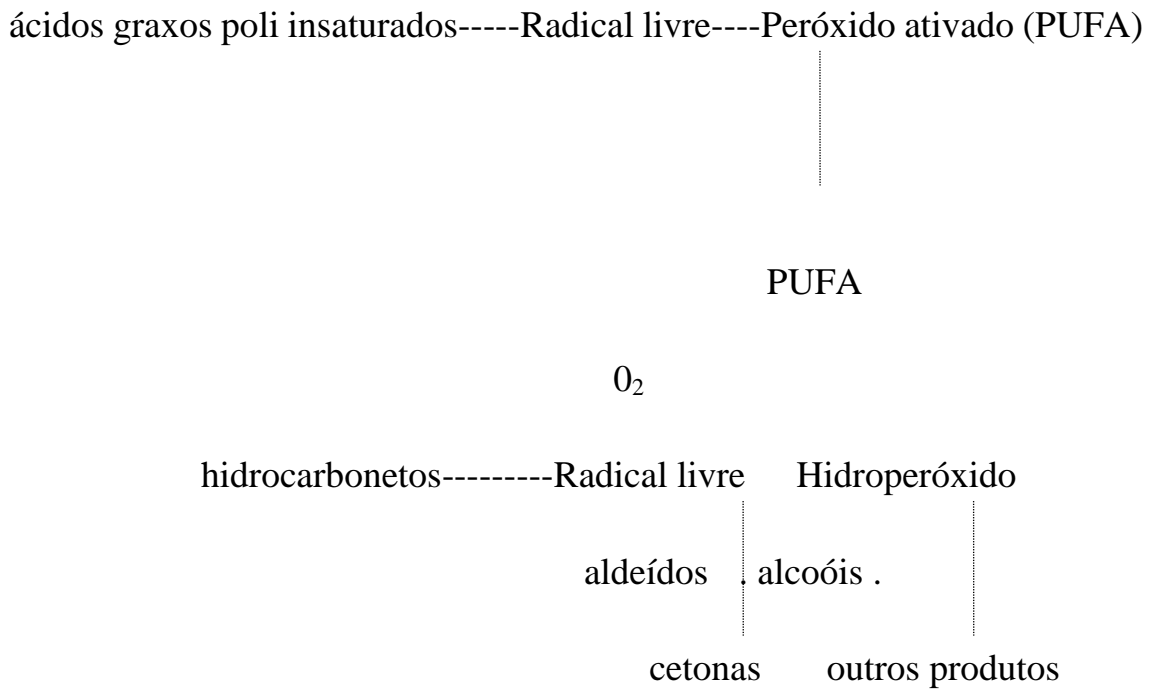 ácidos graxos poli insaturados-----Radical livre----Peróxido ativado (PUFA)
PUFA
0₂
hidrocarbonetos---------Radical livre Hidroperóxido
aldeídos . alcoóis .
cetonas outros produtos